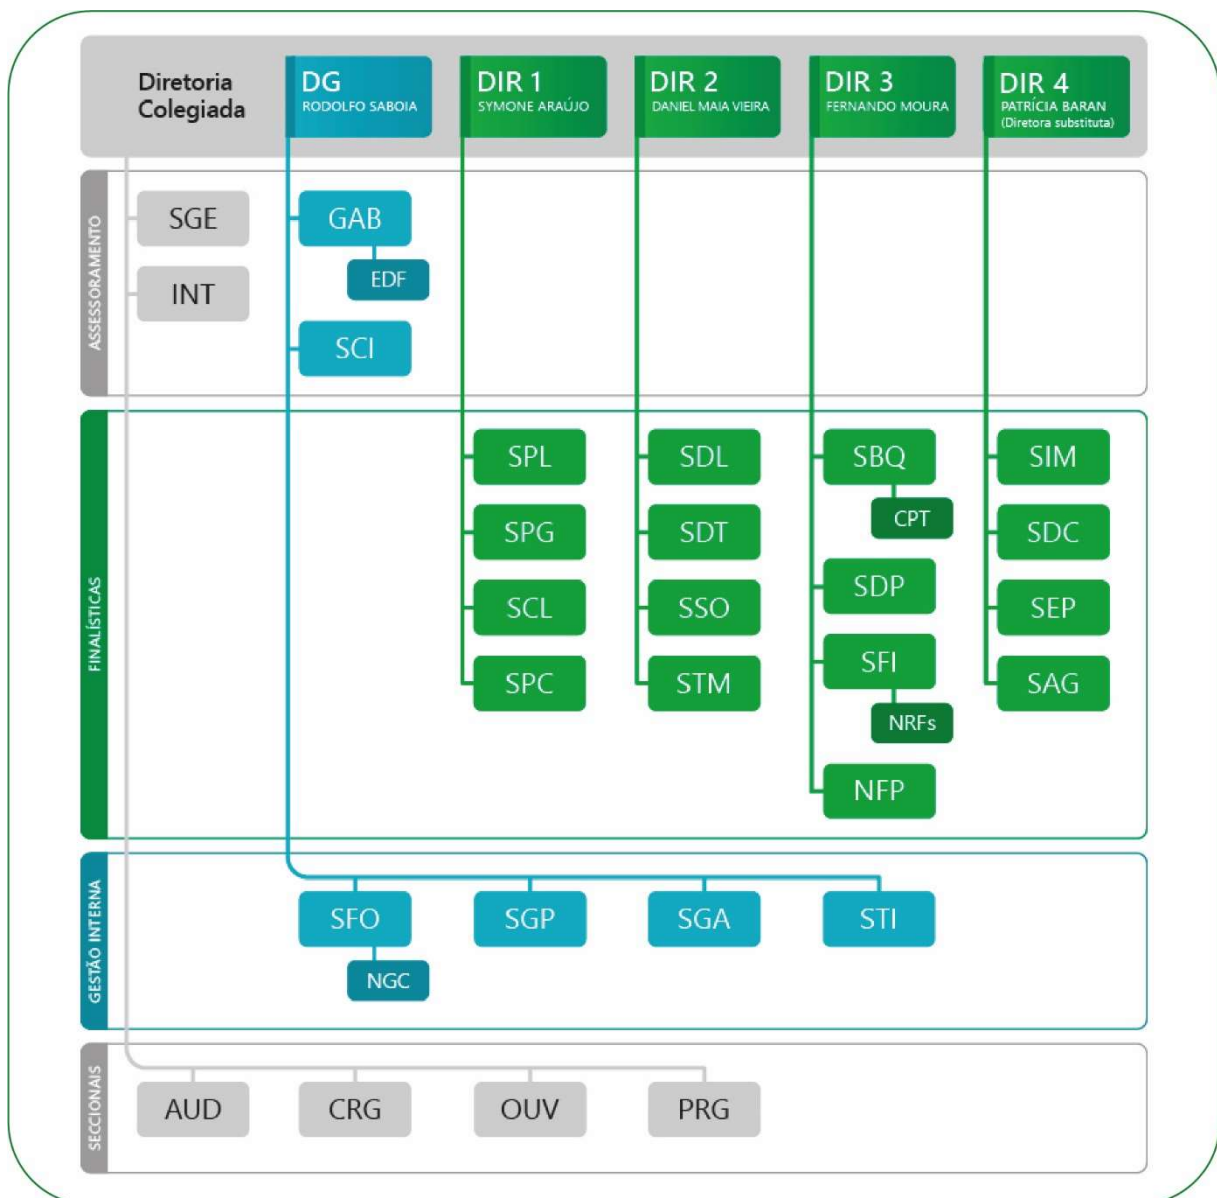 Diretoria
Colegiada
DG
RODOLFO SABOIA
DIR 1
SYMONE ARAÚJO
DIR 2
DANIEL MAIA VIEIRA
DIR 3
FERNANDO MOURA
DIR 4
PATRÍCIA BARAN
(Diretora substituta)
ASSESSORAMENTO
SGE
GAB
EDF
INT
SCI
FINALÍSTICAS
SPL
SDL
SBQ
SIM
CPT
SPG
SDT
SDC
SDP
SCL
SSO
SEP
SFI
SPC
STM
SAG
NRFs
NFP
GESTÃO INTERNA
SFO
SGP
SGA
STI
NGC
SECCIONAIS
AUD
CRG
OUV
PRG